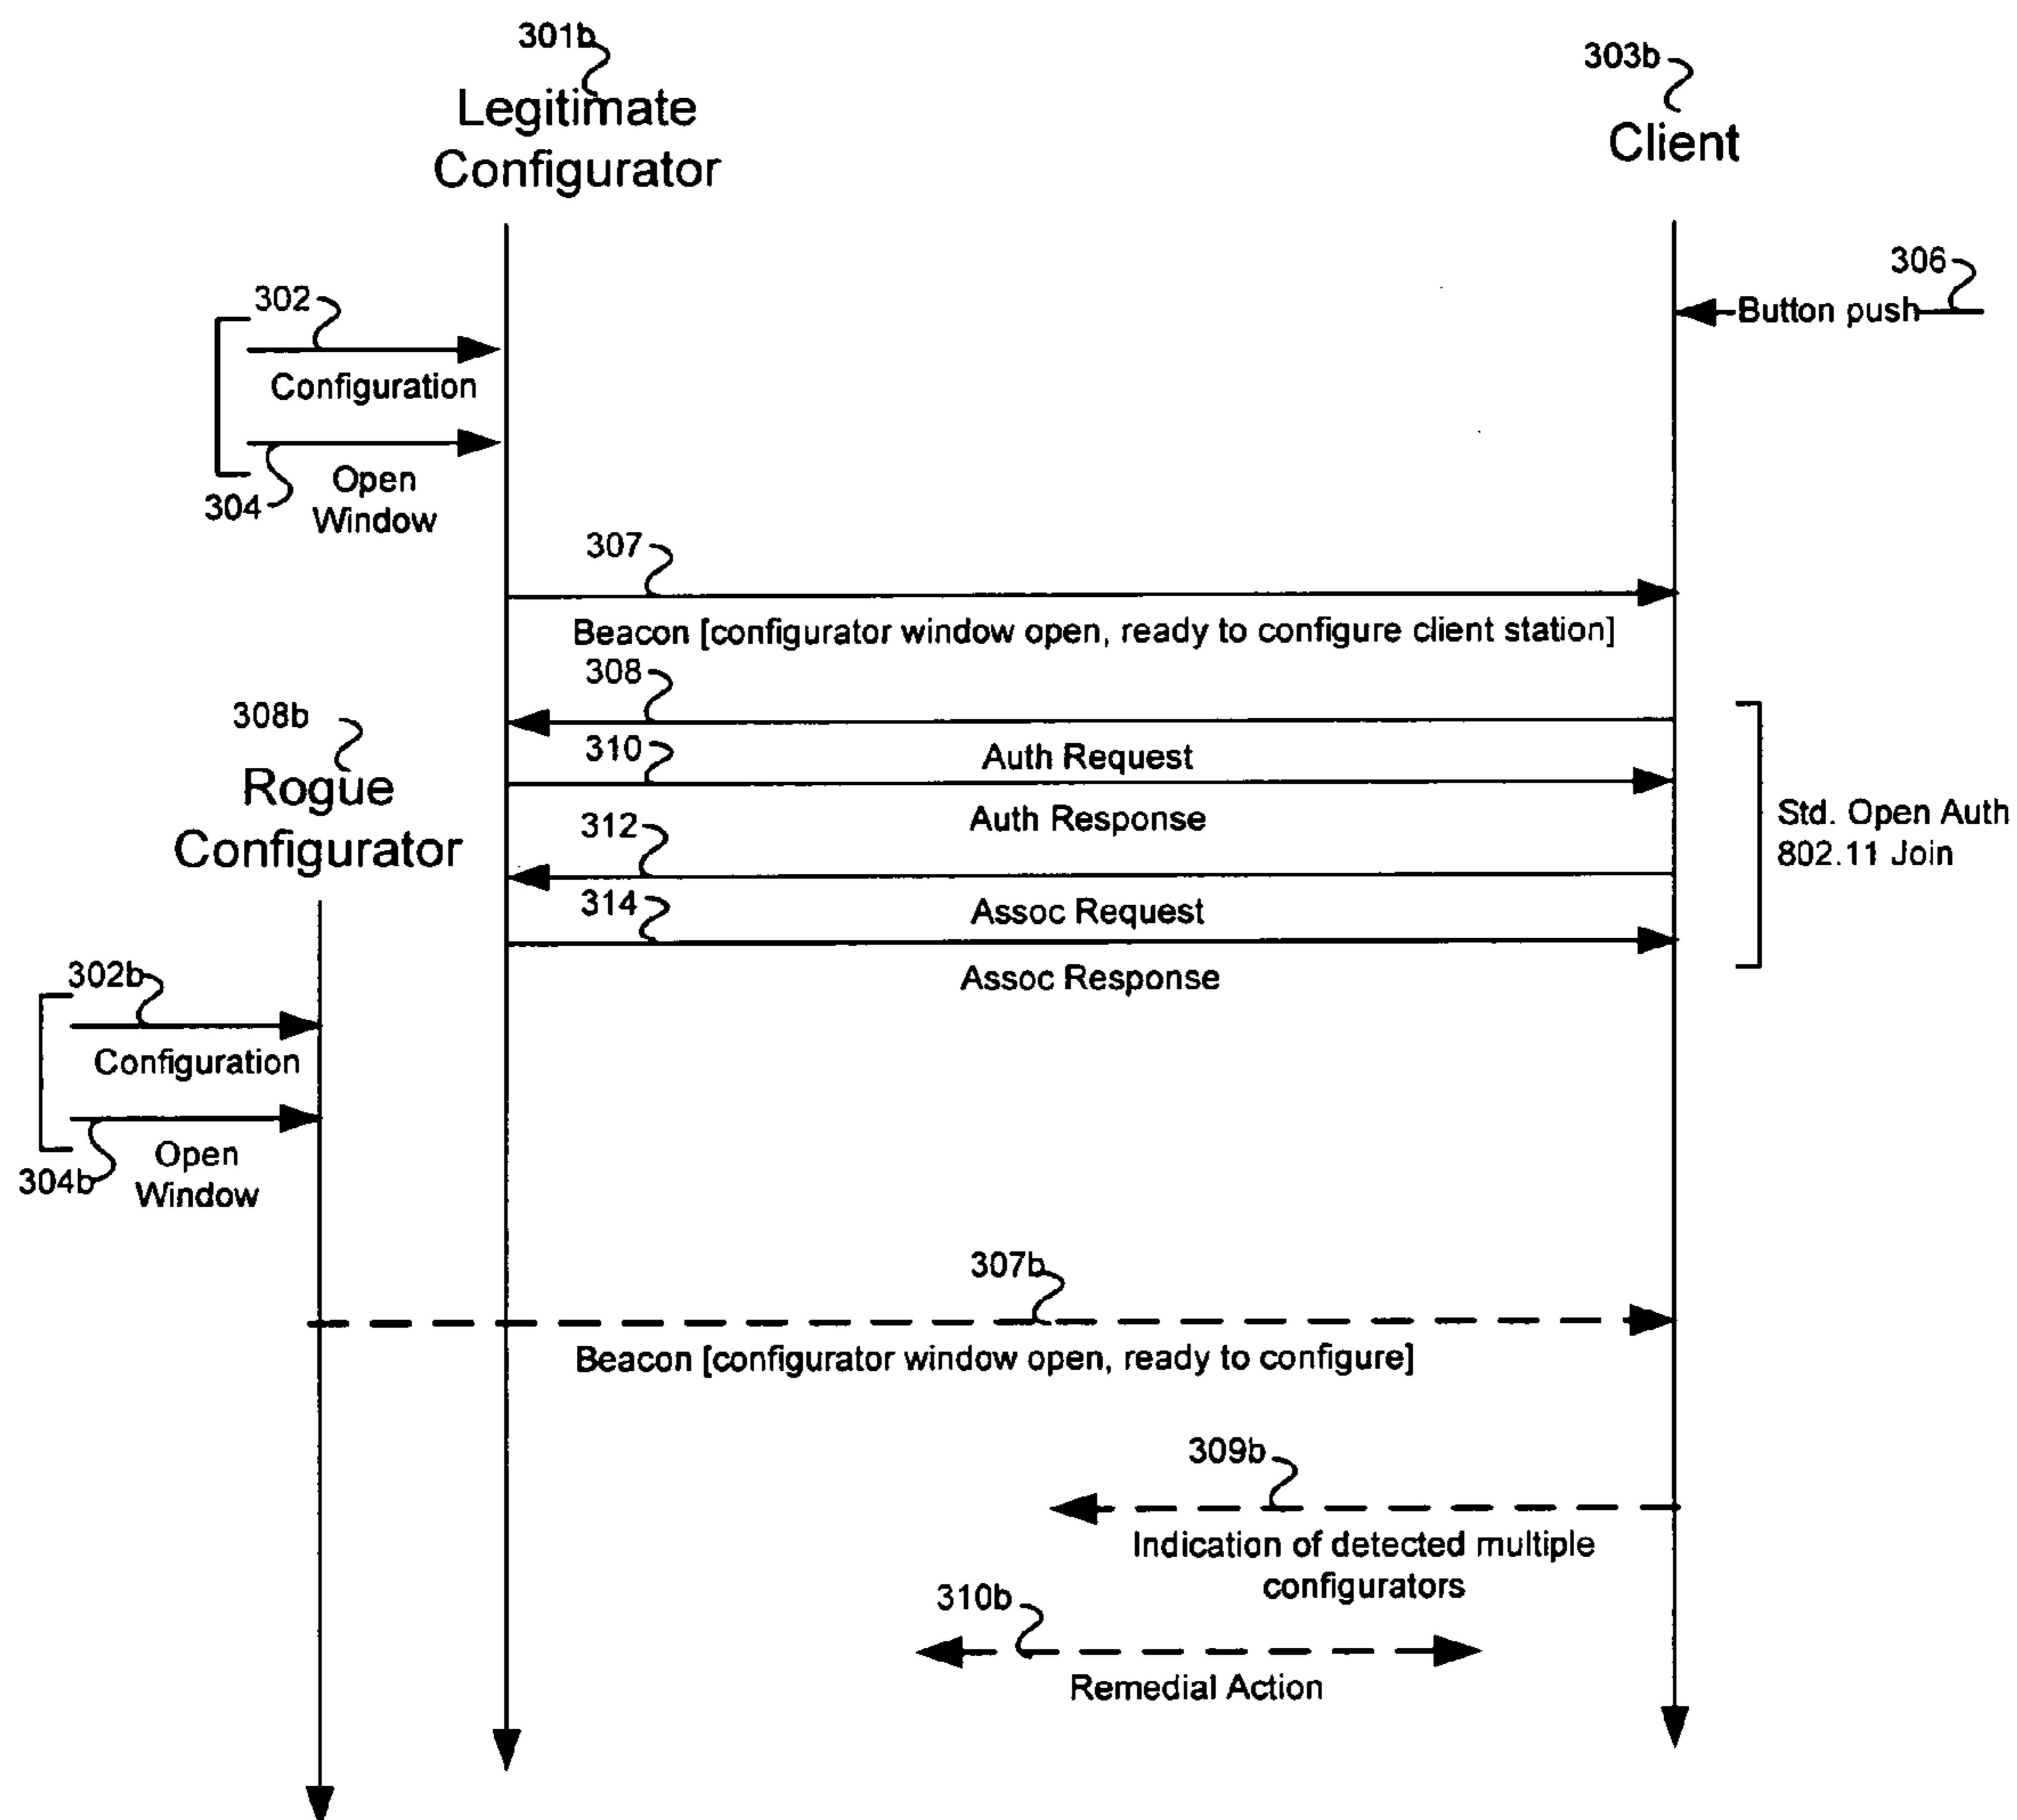 301b
Legitimate
Configurator
303b
Client
306
Button push
302
Configuration
304
Open
Window
307
Beacon [configurator window open, ready to configure client station]
308
Auth Request
310
Auth Response
312
Assoc Request
314
Assoc Response
Std. Open Auth
802.11 Join
308b
Rogue
Configurator
302b
Configuration
304b
Open
Window
307b
Beacon [configurator window open, ready to configure]
309b
Indication of detected multiple
configurators
310b
Remedial Action